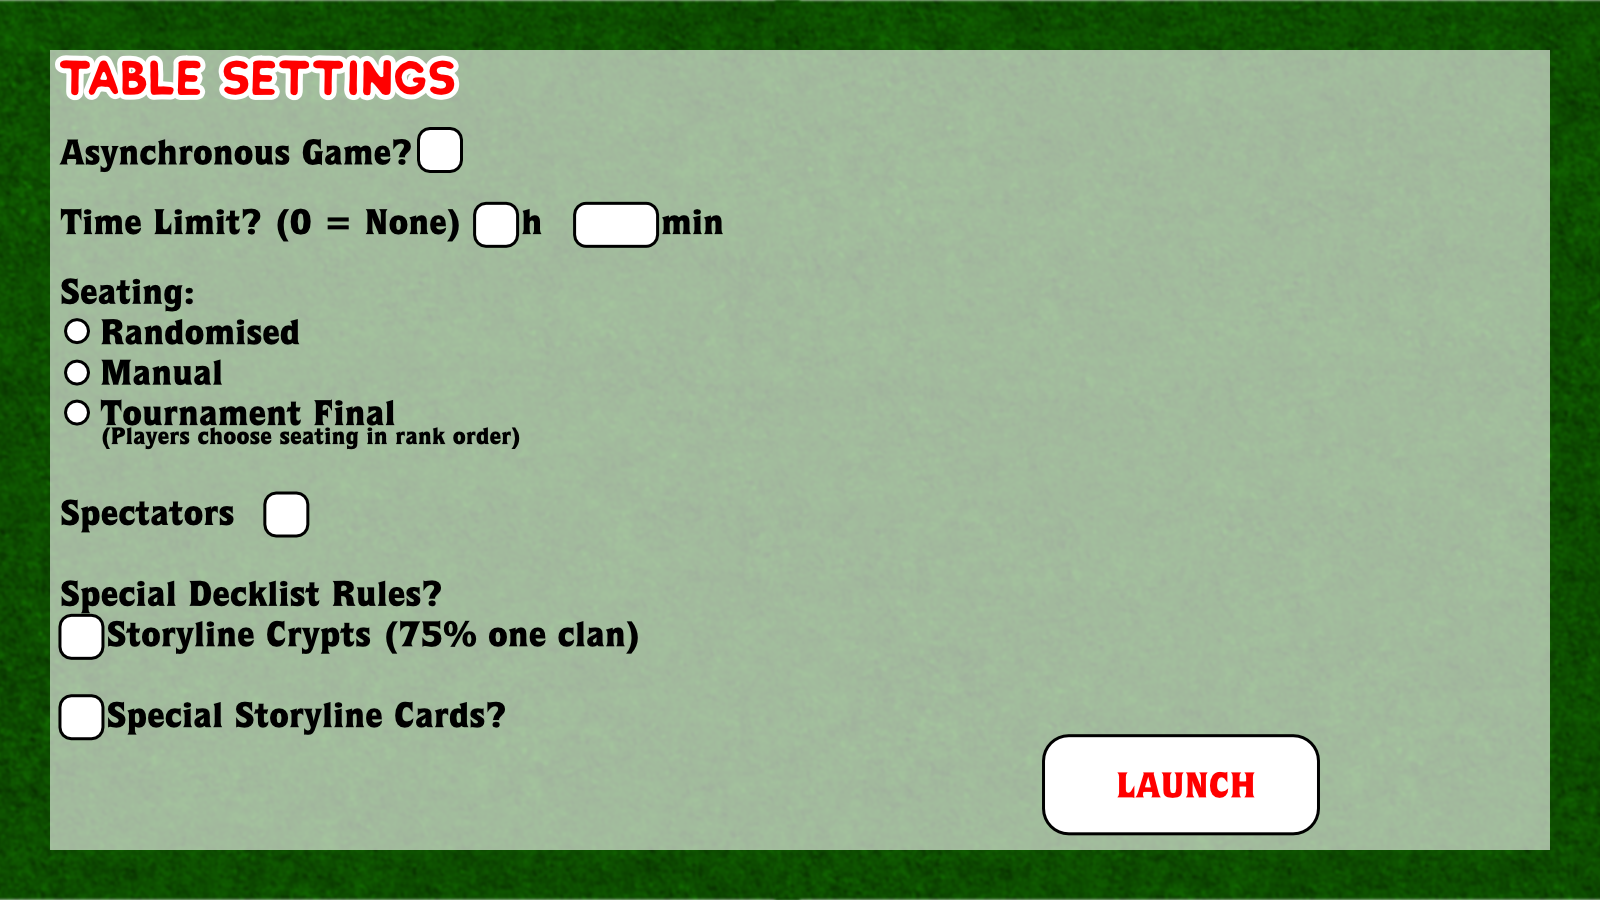 TABLE SETTINGS
Asynchronous Game?
Time Limit? (0 = None) h min
Seating:
Randomised
Manual
Tournament Final
(Players choose seating in rank order)
Spectators
Special Decklist Rules?
Storyline Crypts (75% one clan)
Special Storyline Cards?
LAUNCH